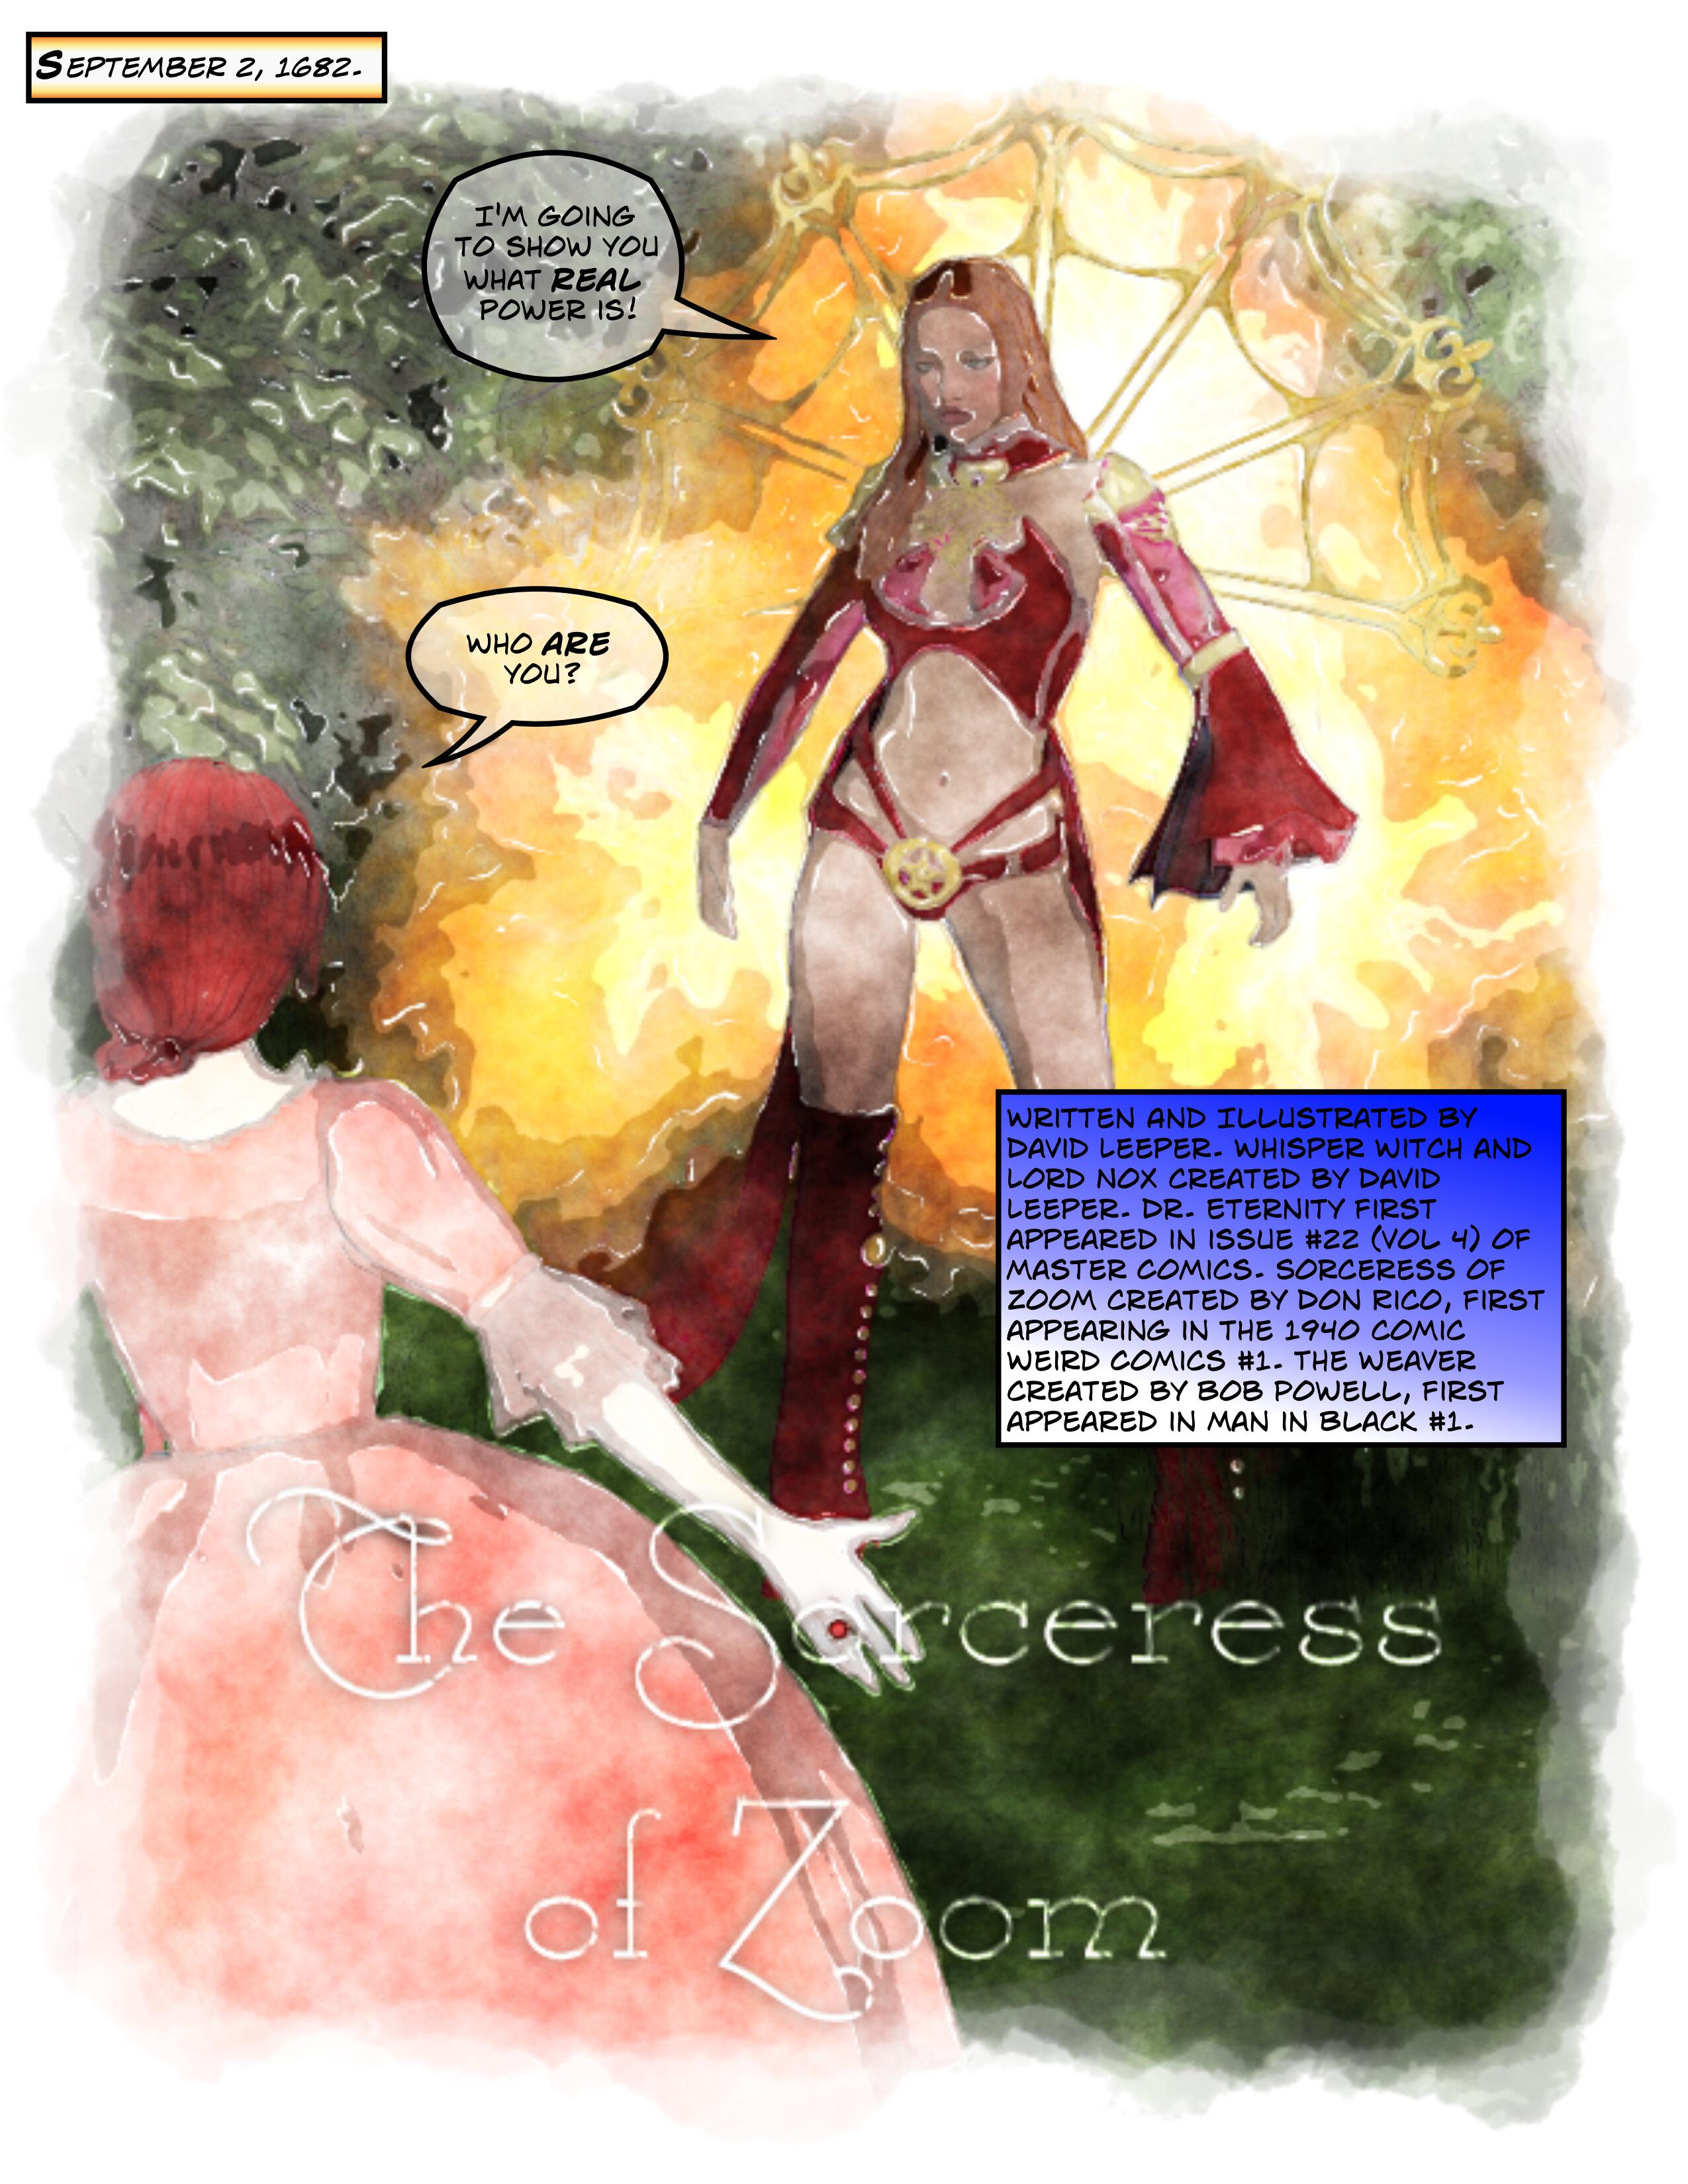 SEPTEMBER 2, 1682.
I'M GOING
TO SHOW YOU
WHAT REAL
POWER IS!
WHO ARE
YOU?
WRITTEN AND ILLUSTRATED BY
DAVID LEEPER. WHISPER WITCH AND
LORD NOX CREATED BY DAVID
LEEPER. DR. ETERNITY FIRST
APPEARED IN ISSUE #22 (VOL 4) OF
MASTER COMICS. SORCERESS OF
ZOOM CREATED BY DON RICO, FIRST
APPEARING IN THE 1940 COMIC
WEIRD COMICS #1. THE WEAVER
CREATED BY BOB POWELL, FIRST
APPEARED IN MAN IN BLACK #1.
The Sorceress
of Zoom